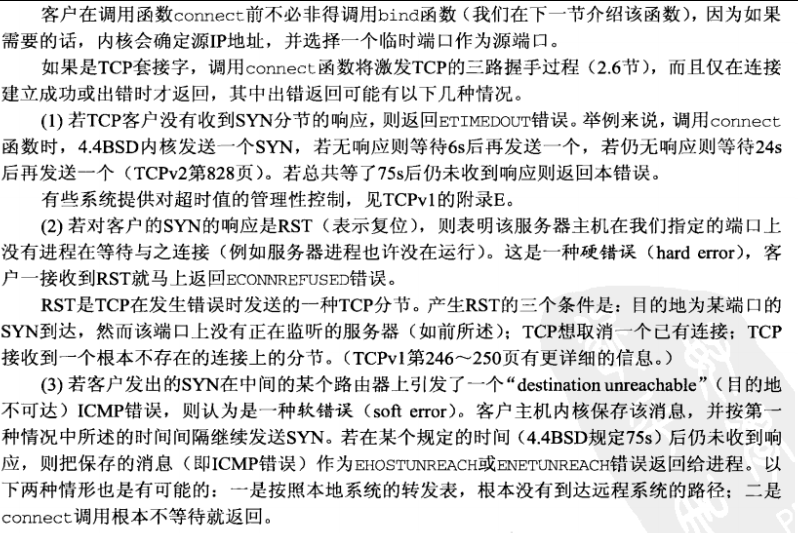 客户在调用函数connect前不必非得调用bind函数（我们在下一节介绍该函数），因为如果
需要的话，内核会确定源IP地址，并选择一个临时端口作为源端口。
如果是TCP套接字，调用connect函数将激发TCP的三路握手过程（2.6节），而且仅在连接
建立成功或出错时才返回，其中出错返回可能有以下几种情况。
(1) 若TCP客户没有收到SYN分节的响应，则返回ETIMEDOUT错误。举例来说，调用connect
函数时，4.4BSD内核发送一个SYN，若无响应则等待6s后再发送一个，若仍无响应则等待24s
后再发送一个（TCPv2第828页）。若总共等了75s后仍未收到响应则返回本错误。
有些系统提供对超时值的管理性控制，见TCPv1的附录E。
(2) 若对客户的SYN的响应是RST（表示复位），则表明该服务器主机在我们指定的端口上
没有进程在等待与之连接（例如服务器进程也许没在运行）。这是一种硬错误（hard error），客
户一接收到RST就马上返回ECONNREFUSED错误。
RST是TCP在发生错误时发送的一种TCP分节。产生RST的三个条件是：目的地为某端口的
SYN到达，然而该端口上没有正在监听的服务器（如前所述）；TCP想取消一个已有连接；TCP
接收到一个根本不存在的连接上的分节。（TCPv1第246～250页有更详细的信息。）
(3) 若客户发出的SYN在中间的某个路由器上引发了一个“destination unreachable”（目的地
不可达）ICMP错误，则认为是一种软错误（soft error）。客户主机内核保存该消息，并按第一
种情况中所述的时间间隔继续发送SYN。若在某个规定的时间（4.4BSD规定75s）后仍未收到响
应，则把保存的消息（即ICMP错误）作为EHOSTUNREACH或ENETUNREACH错误返回给进程。以
下两种情形也是有可能的：一是按照本地系统的转发表，根本没有到达远程系统的路径；二是
connect调用根本不等待就返回。